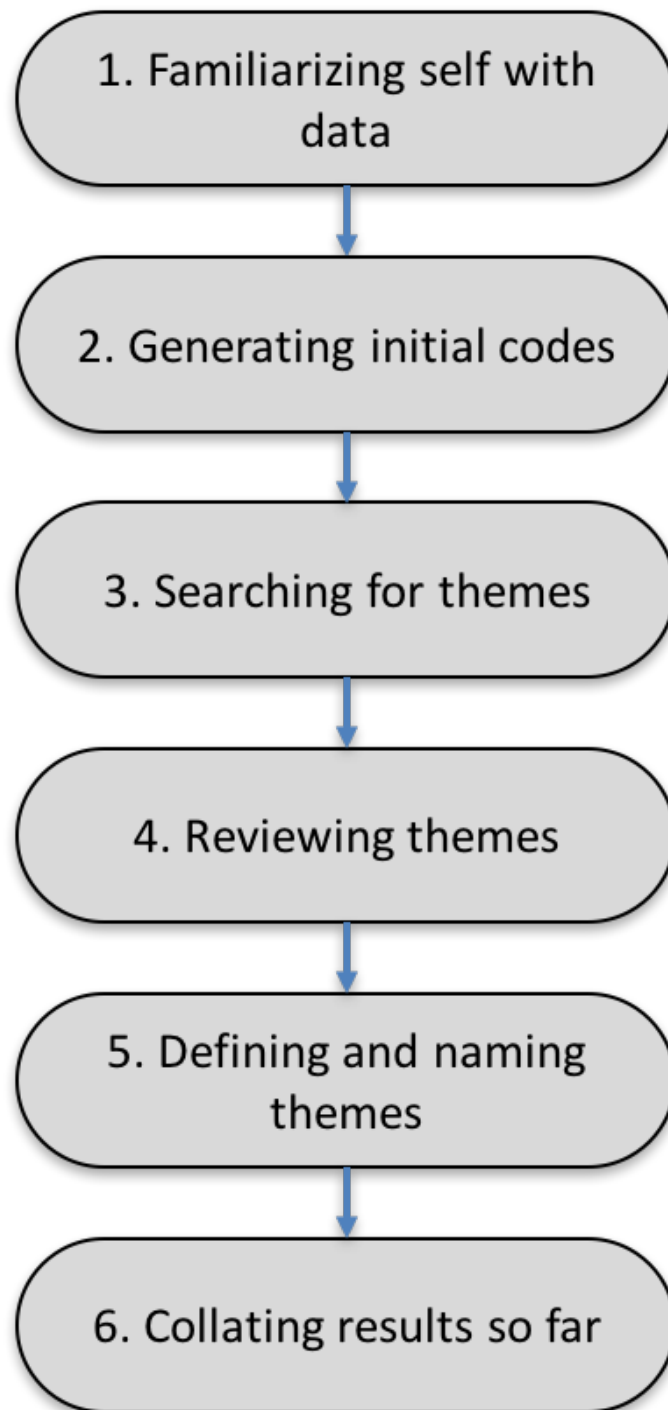 1. Familiarizing self with
data
2. Generating initial codes
3. Searching for themes
4. Reviewing themes
5. Defining and naming
themes
6. Collating results so far